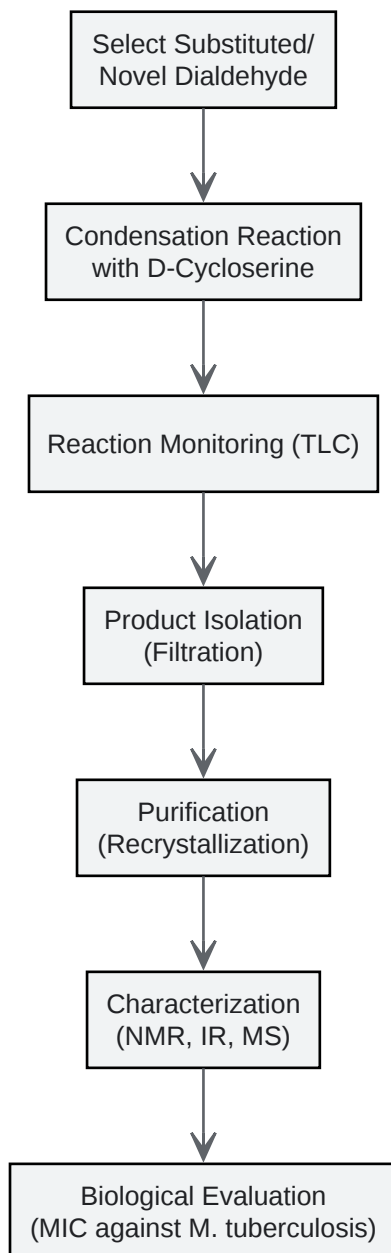 Select Substituted/
Novel Dialdehyde
Condensation Reaction
with D-Cycloserine
Reaction Monitoring (TLC)
Product Isolation
(Filtration)
Purification
(Recrystallization)
Characterization
(NMR, IR, MS)
Biological Evaluation
(MIC against M. tuberculosis)